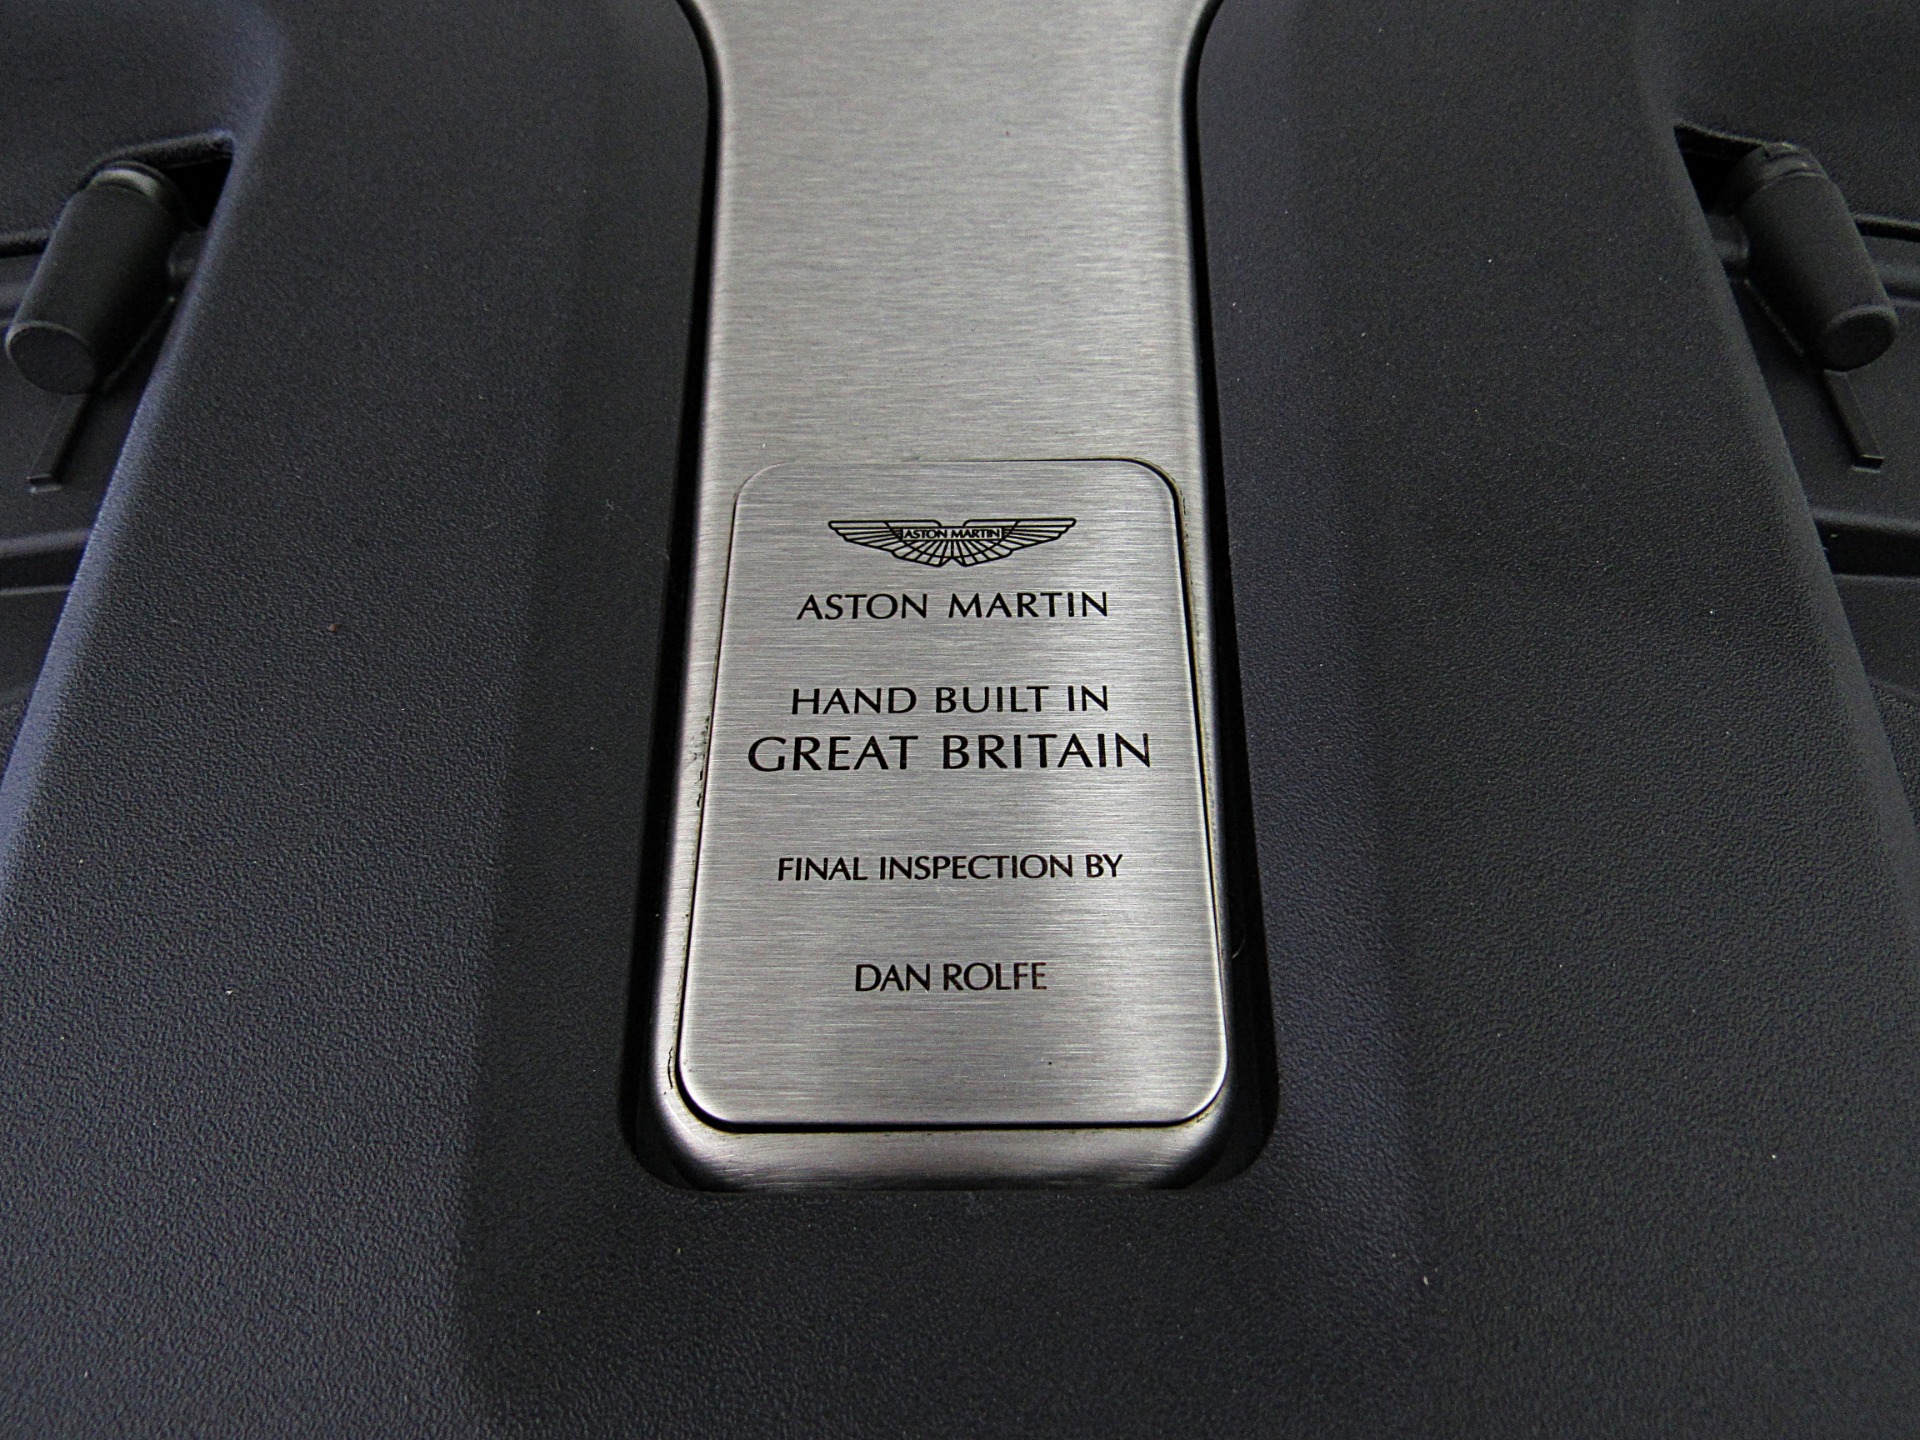 ASTON MARTIN
ASTON MARTIN
HAND BUILT IN
GREAT BRITAIN
FINAL INSPECTION BY
DAN ROLFE